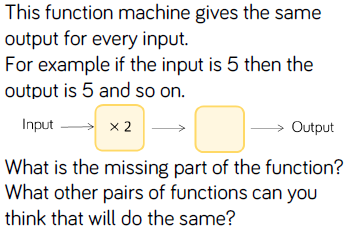 This function machine gives the same
output for every input.
For example if the input is 5 then the
output is 5 and so on.
Input × 2 Output
What is the missing part of the function?
What other pairs of functions can you
think that will do the same?